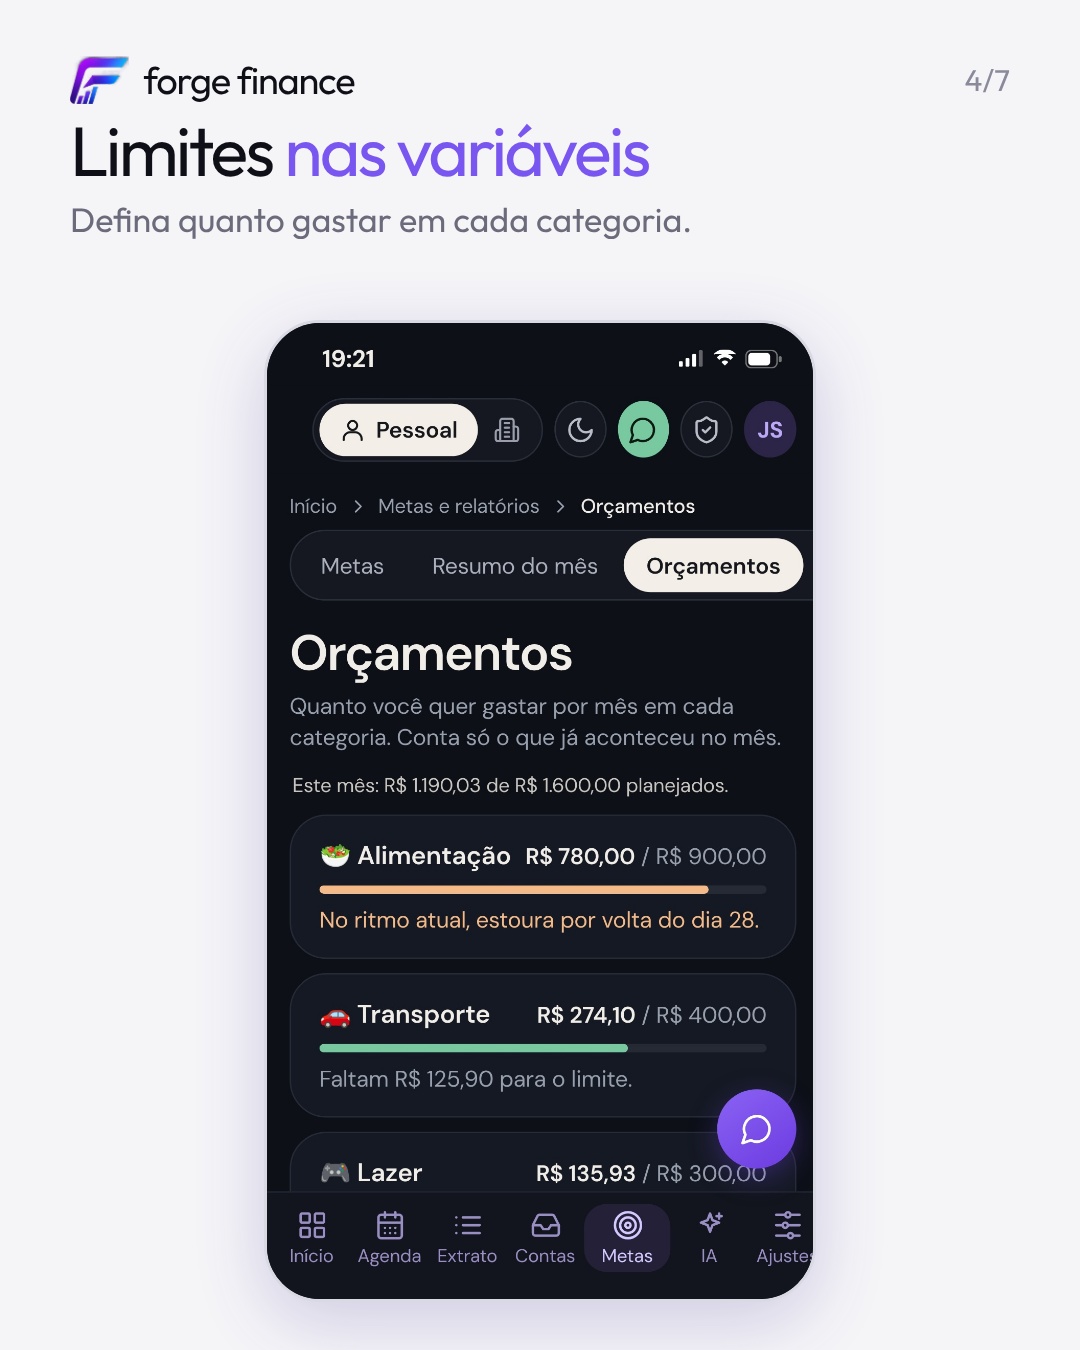 forge finance
4/7
Limites nas variáveis
Defina quanto gastar em cada categoria.
19:21
Pessoal
JS
Início > Metas e relatórios > Orçamentos
Metas Resumo do mês Orçamentos
Orçamentos
Quanto você quer gastar por mês em cada
categoria. Conta só o que já aconteceu no mês.
Este mês: R$ 1.190,03 de R$ 1.600,00 planejados.
Alimentação R$ 780,00 / R$ 900,00
No ritmo atual, estoura por volta do dia 28.
Transporte R$ 274,10 / R$ 400,00
Faltam R$ 125,90 para o limite.
Lazer R$ 135,93 / R$ 300,00
Início Agenda Extrato Contas Metas IA Ajustes